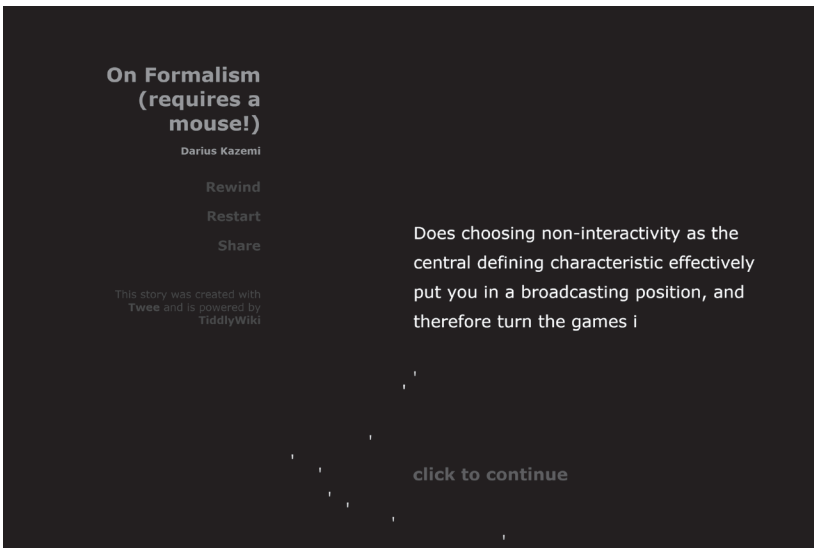 On Formalism
(requires a
mouse!)
Darius Kazemi
Rewind
Restart
Share
This story was created with
Twee and is powered by
TiddlyWiki
Does choosing non-interactivity as the
central defining characteristic effectively
put you in a broadcasting position, and
therefore turn the games i
'
'
'
'
'
'
'
'
'
click to continue